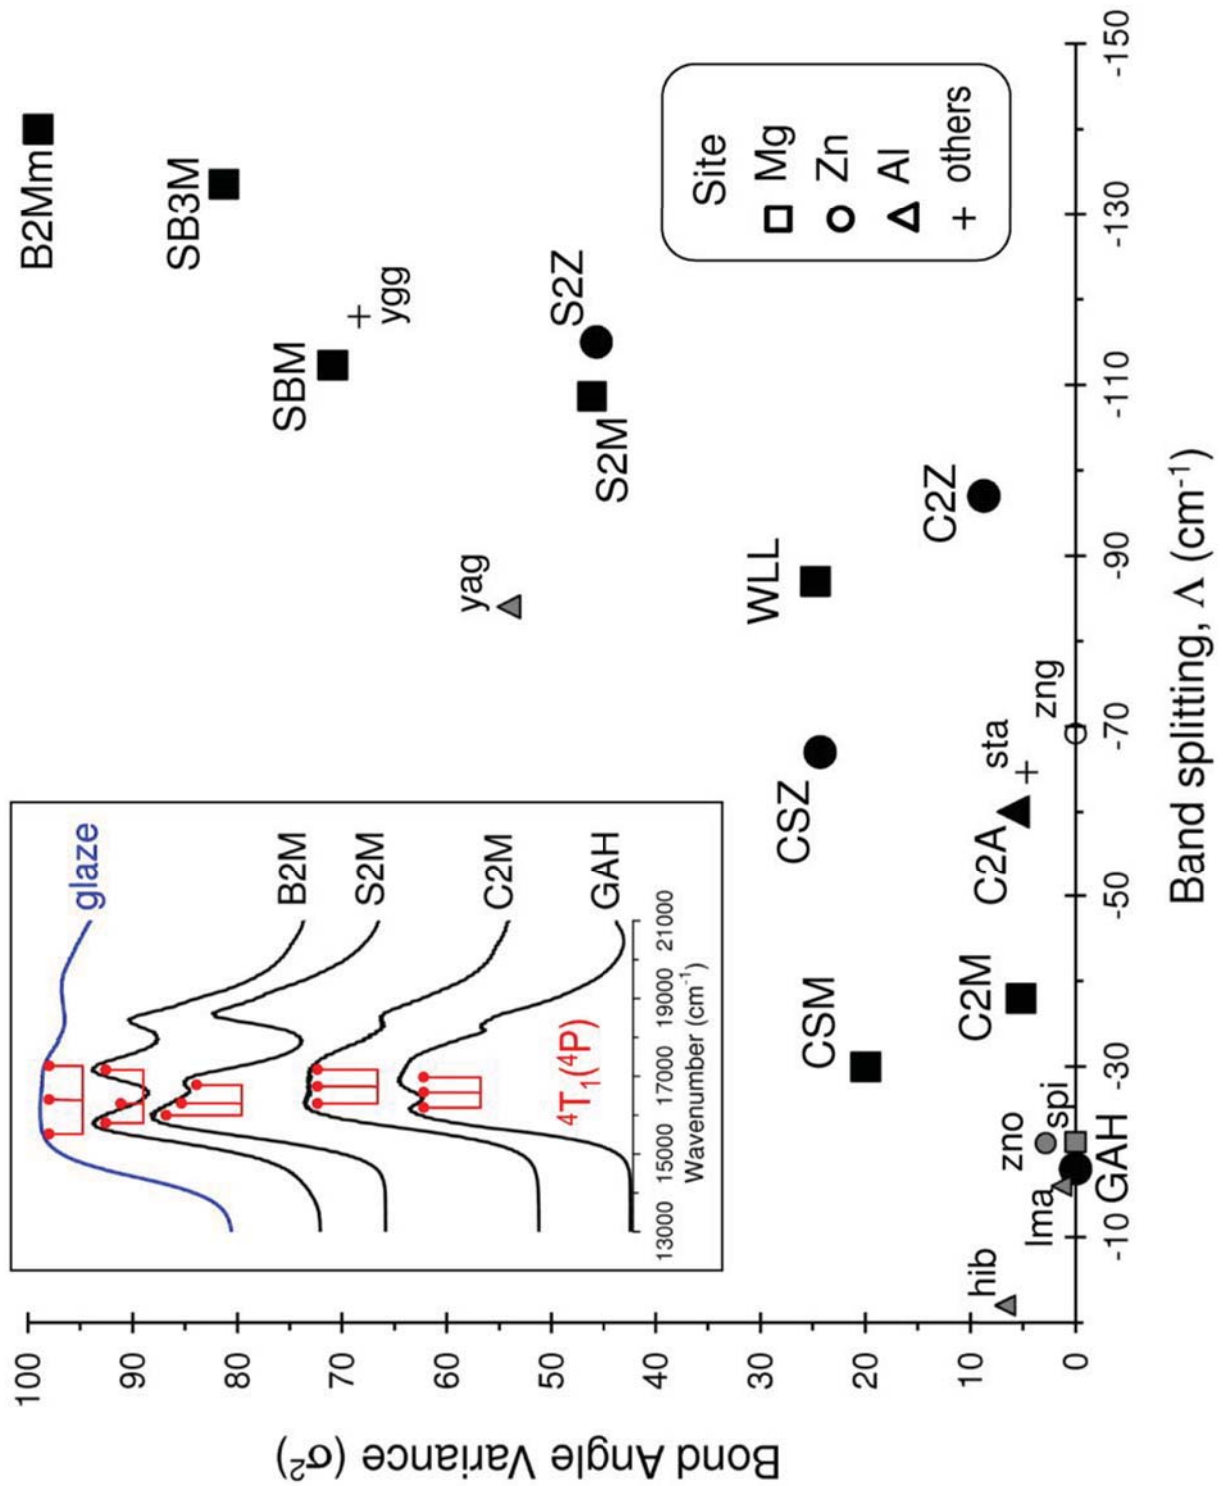 Bond Angle Variance (σ²)
100
90
80
70
60
50
40
30
20
10
0
-10
-30
-50
-70
-90
-110
-130
-150
Band splitting, Λ (cm⁻¹)
B2Mm
SB3M
SBM
ygg
S2Z
S2M
yag
WLL
C2Z
CSZ
sta
zng
C2A
CSM
C2M
zno
spi
lma
GAH
hib
Site
Mg
Zn
Al
+ others
glaze
B2M
S2M
C2M
GAH
⁴T₁(⁴P)
13000 15000 17000 19000 21000
Wavenumber (cm⁻¹)